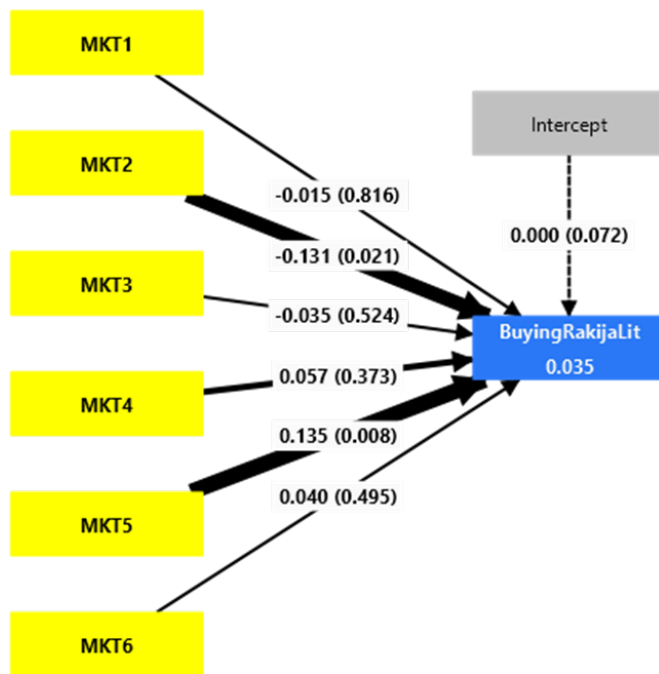 MKT1
Intercept
MKT2
-0.015 (0.816)
0.000 (0.072)
-0.131 (0.021)
MKT3
-0.035 (0.524)
BuyingRakijaLit
0.035
0.057 (0.373)
MKT4
0.135 (0.008)
0.040 (0.495)
MKT5
MKT6